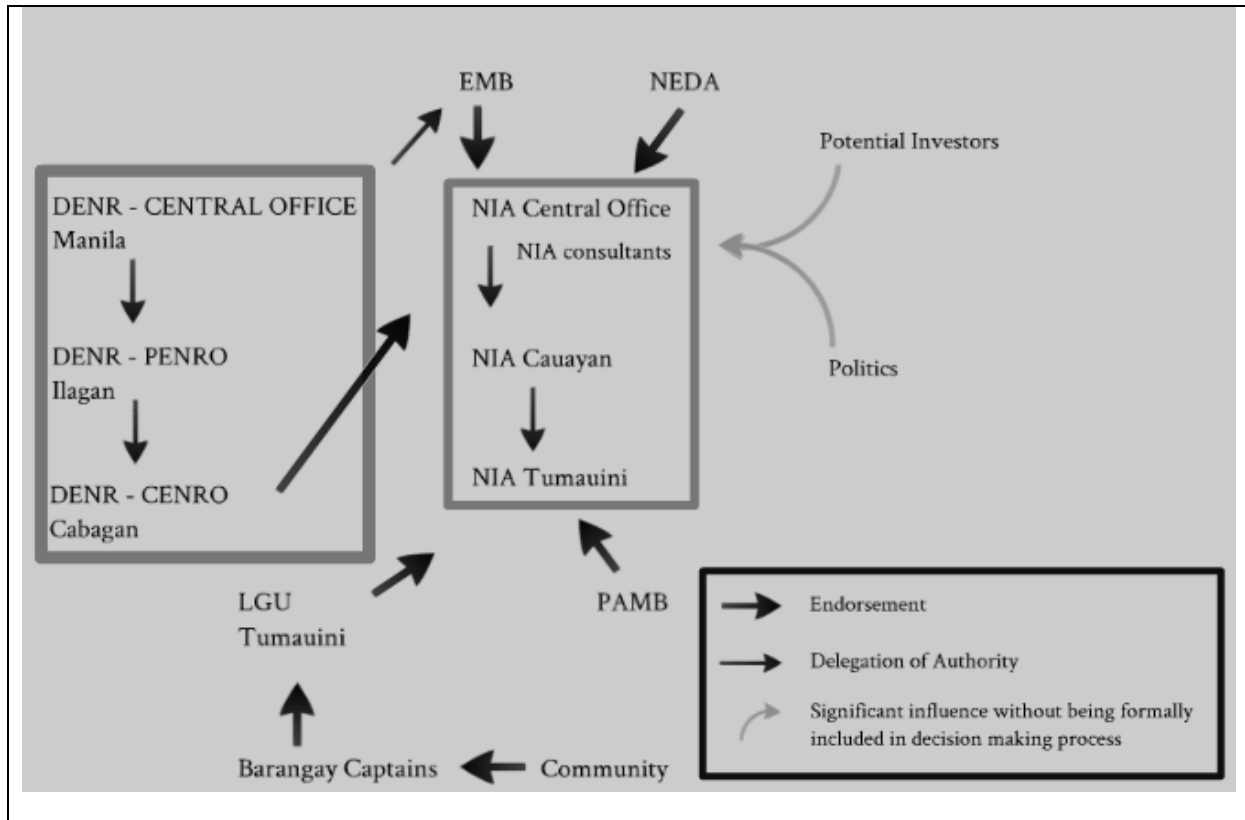 EMB
NEDA
Potential Investors
DENR - CENTRAL OFFICE
Manila
NIA Central Office
NIA consultants
DENR - PENRO
Ilagan
NIA Cauayan
Politics
DENR - CENRO
Cabagan
NIA Tumauini
LGU
Tumauini
PAMB
Barangay Captains
Community
Endorsement
Delegation of Authority
Significant influence without being formally
included in decision making process